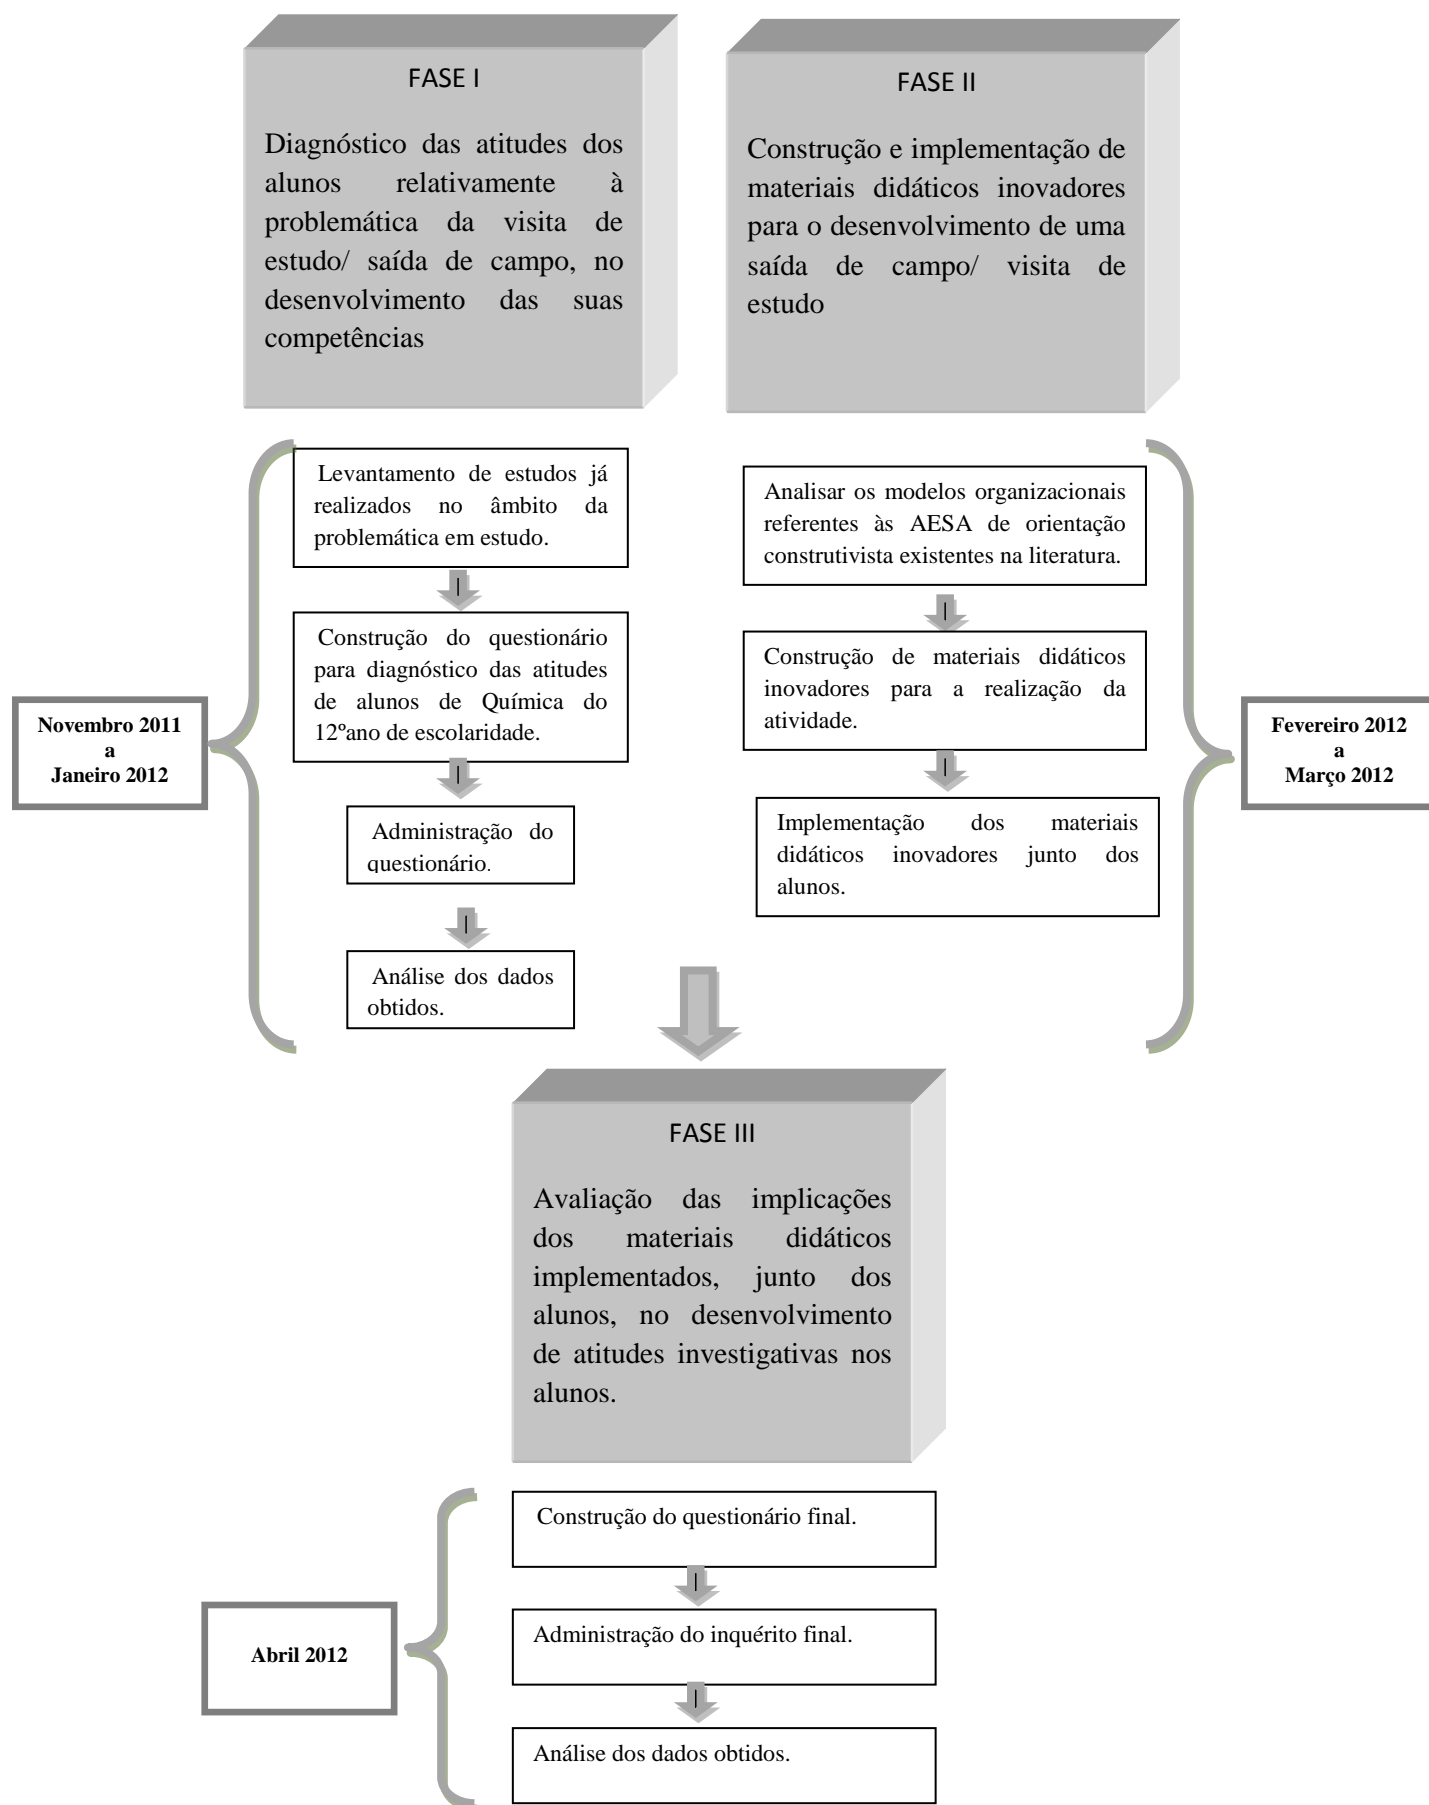 FASE I
Diagnóstico das atitudes dos
alunos relativamente à
problemática da visita de
estudo/ saída de campo, no
desenvolvimento das suas
competências
FASE II
Construção e implementação de
materiais didáticos inovadores
para o desenvolvimento de uma
saída de campo/ visita de
estudo
Novembro 2011
a
Janeiro 2012
Levantamento de estudos já
realizados no âmbito da
problemática em estudo.
Construção do questionário
para diagnóstico das atitudes
de alunos de Química do
12ºano de escolaridade.
Administração do
questionário.
Análise dos dados
obtidos.
Analisar os modelos organizacionais
referentes às AESA de orientação
construtivista existentes na literatura.
Construção de materiais didáticos
inovadores para a realização da
atividade.
Implementação dos materiais
didáticos inovadores junto dos
alunos.
Fevereiro 2012
a
Março 2012
FASE III
Avaliação das implicações
dos materiais didáticos
implementados, junto dos
alunos, no desenvolvimento
de atitudes investigativas nos
alunos.
Abril 2012
Construção do questionário final.
Administração do inquérito final.
Análise dos dados obtidos.